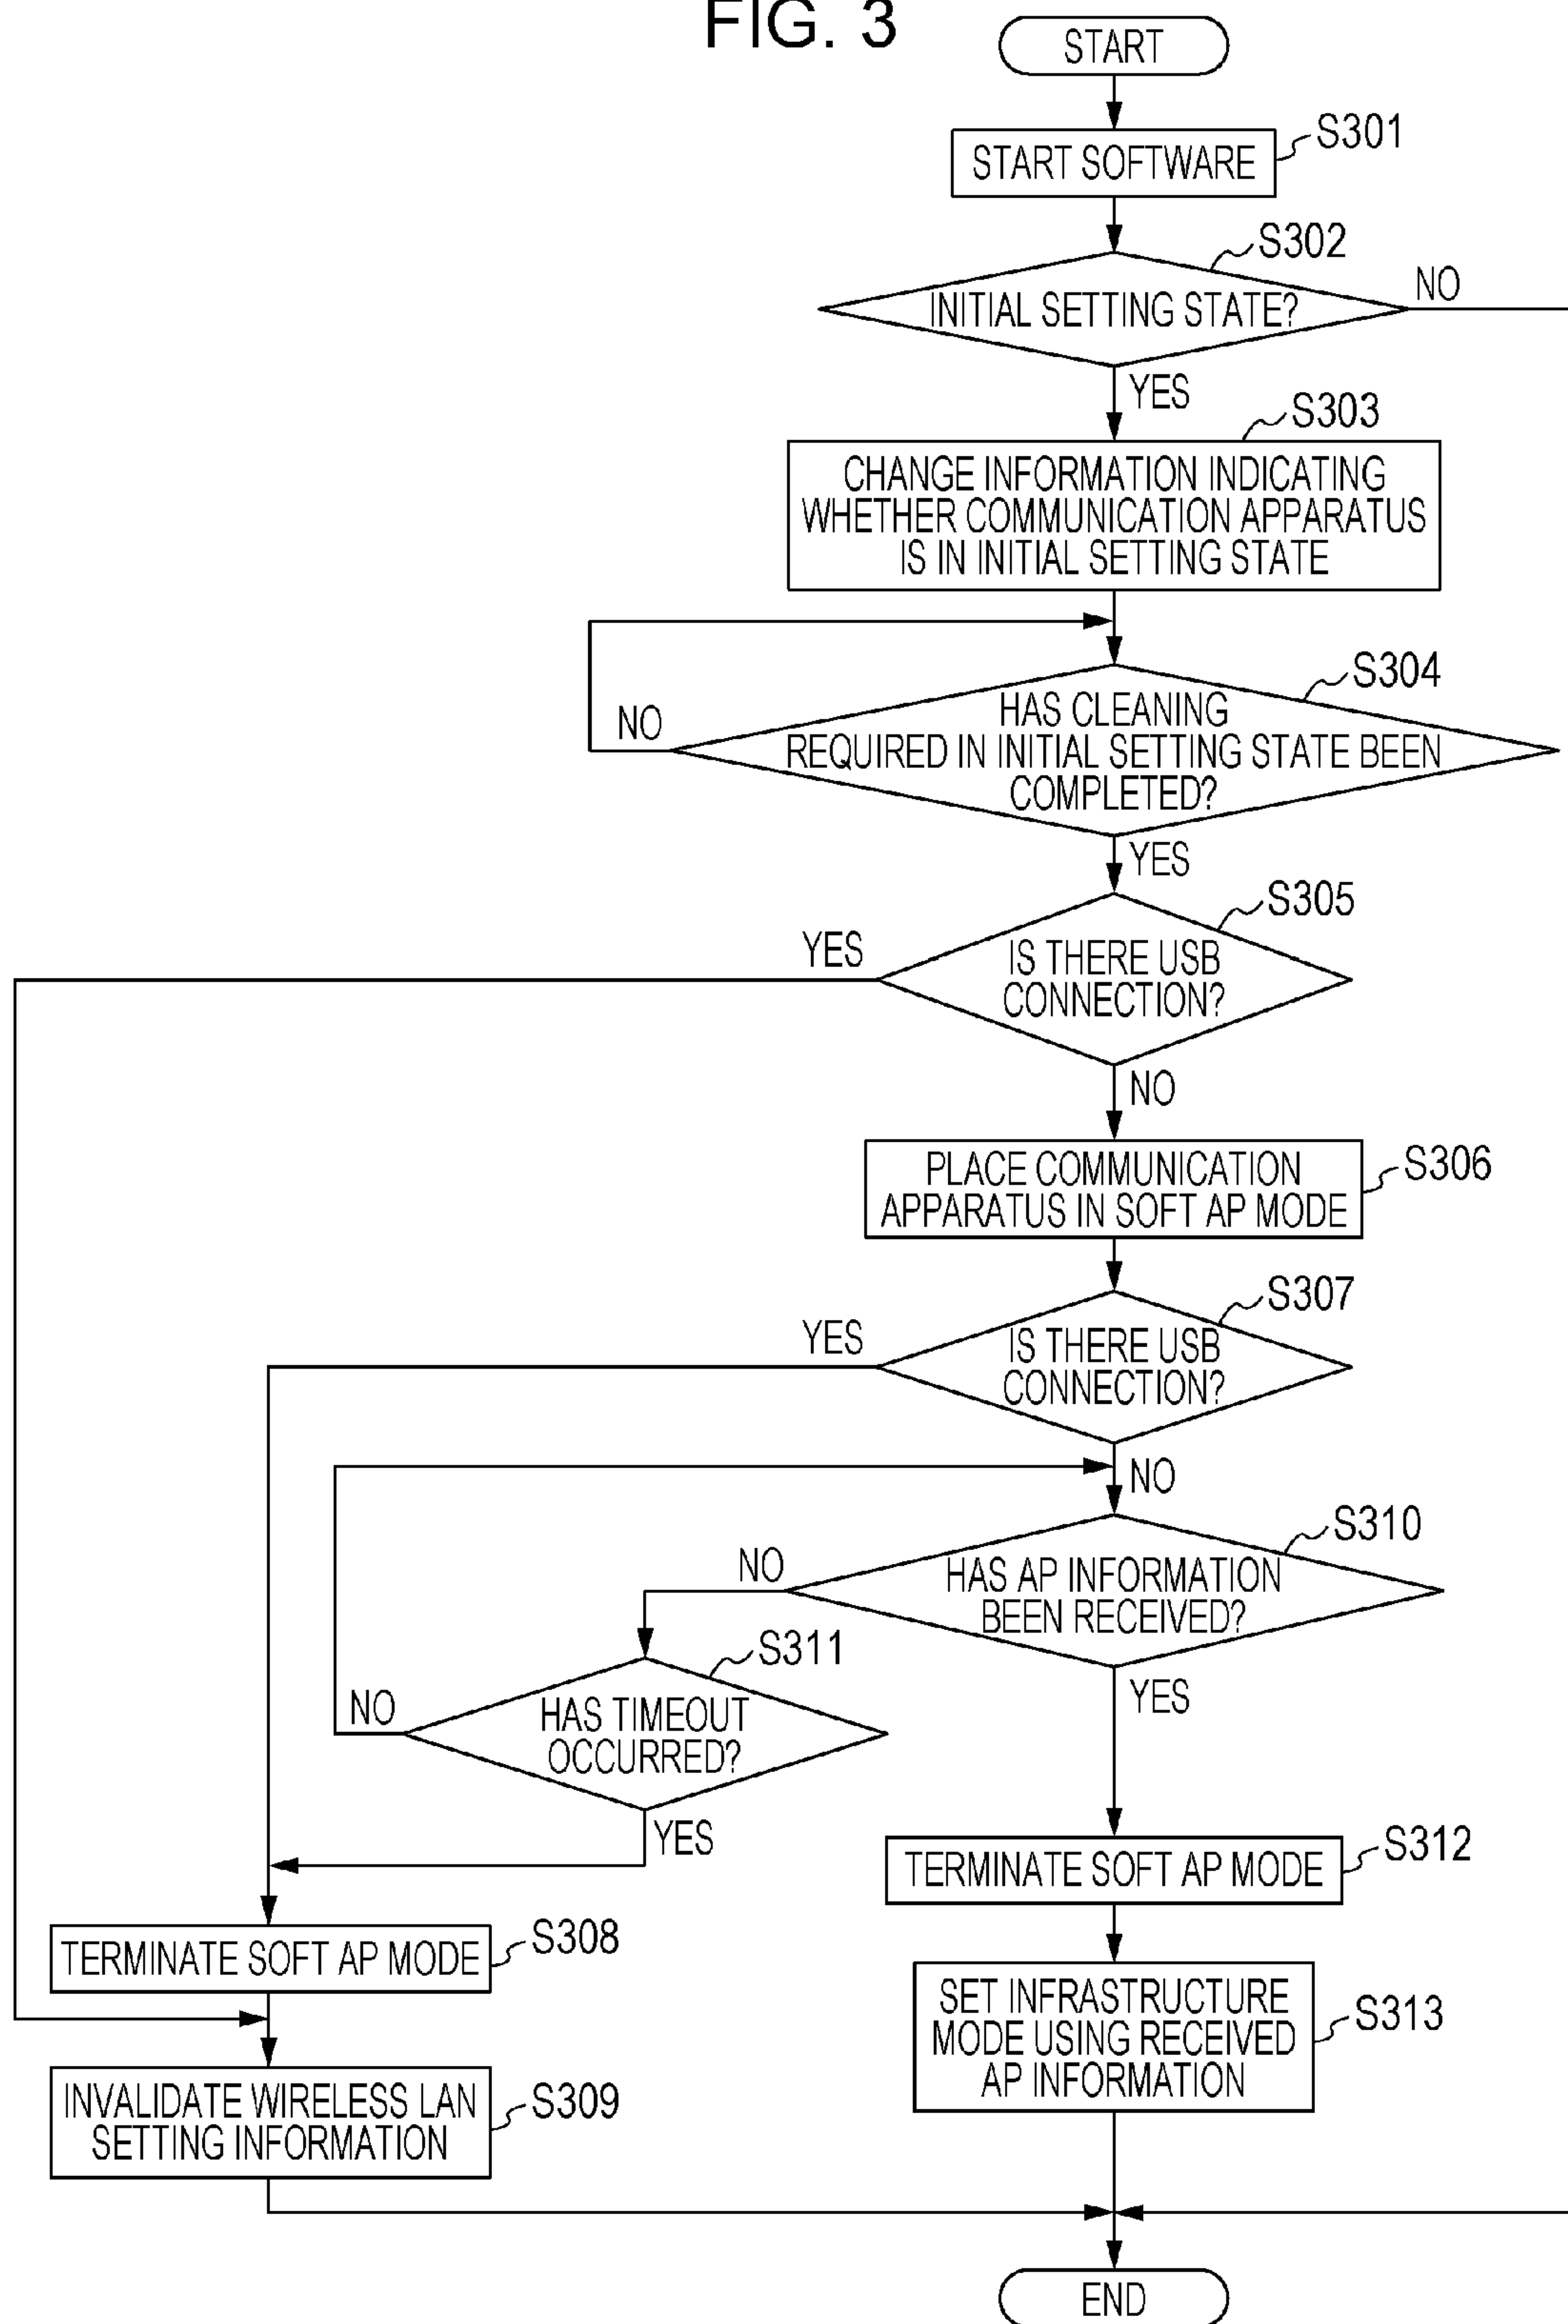 FIG. 3
START
START SOFTWARE
S301
S302
INITIAL SETTING STATE?
NO
YES
S303
CHANGE INFORMATION INDICATING
WHETHER COMMUNICATION APPARATUS
IS IN INITIAL SETTING STATE
S304
HAS CLEANING
REQUIRED IN INITIAL SETTING STATE BEEN
COMPLETED?
NO
YES
S305
IS THERE USB
CONNECTION?
YES
NO
PLACE COMMUNICATION
APPARATUS IN SOFT AP MODE
S306
S307
IS THERE USB
CONNECTION?
YES
NO
S310
HAS AP INFORMATION
BEEN RECEIVED?
NO
YES
S311
HAS TIMEOUT
OCCURRED?
NO
YES
TERMINATE SOFT AP MODE
S312
TERMINATE SOFT AP MODE
S308
SET INFRASTRUCTURE
MODE USING RECEIVED
AP INFORMATION
S313
INVALIDATE WIRELESS LAN
SETTING INFORMATION
S309
END